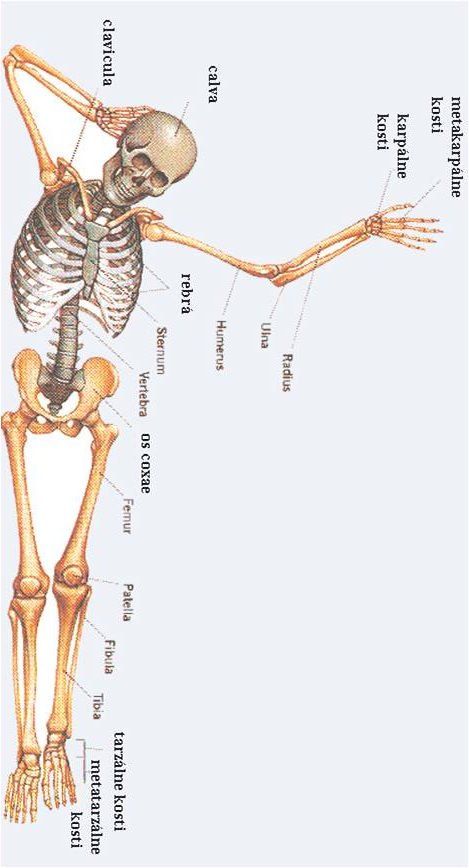 metakarpálne
kosti
karpálne
kosti
calva
clavicula
rebrá
Radius
Ulna
Humerus
Sternum
Vertebra
os coxae
Femur
Patella
Fibula
Tibia
tarzálne kosti
metatarzálne
kosti